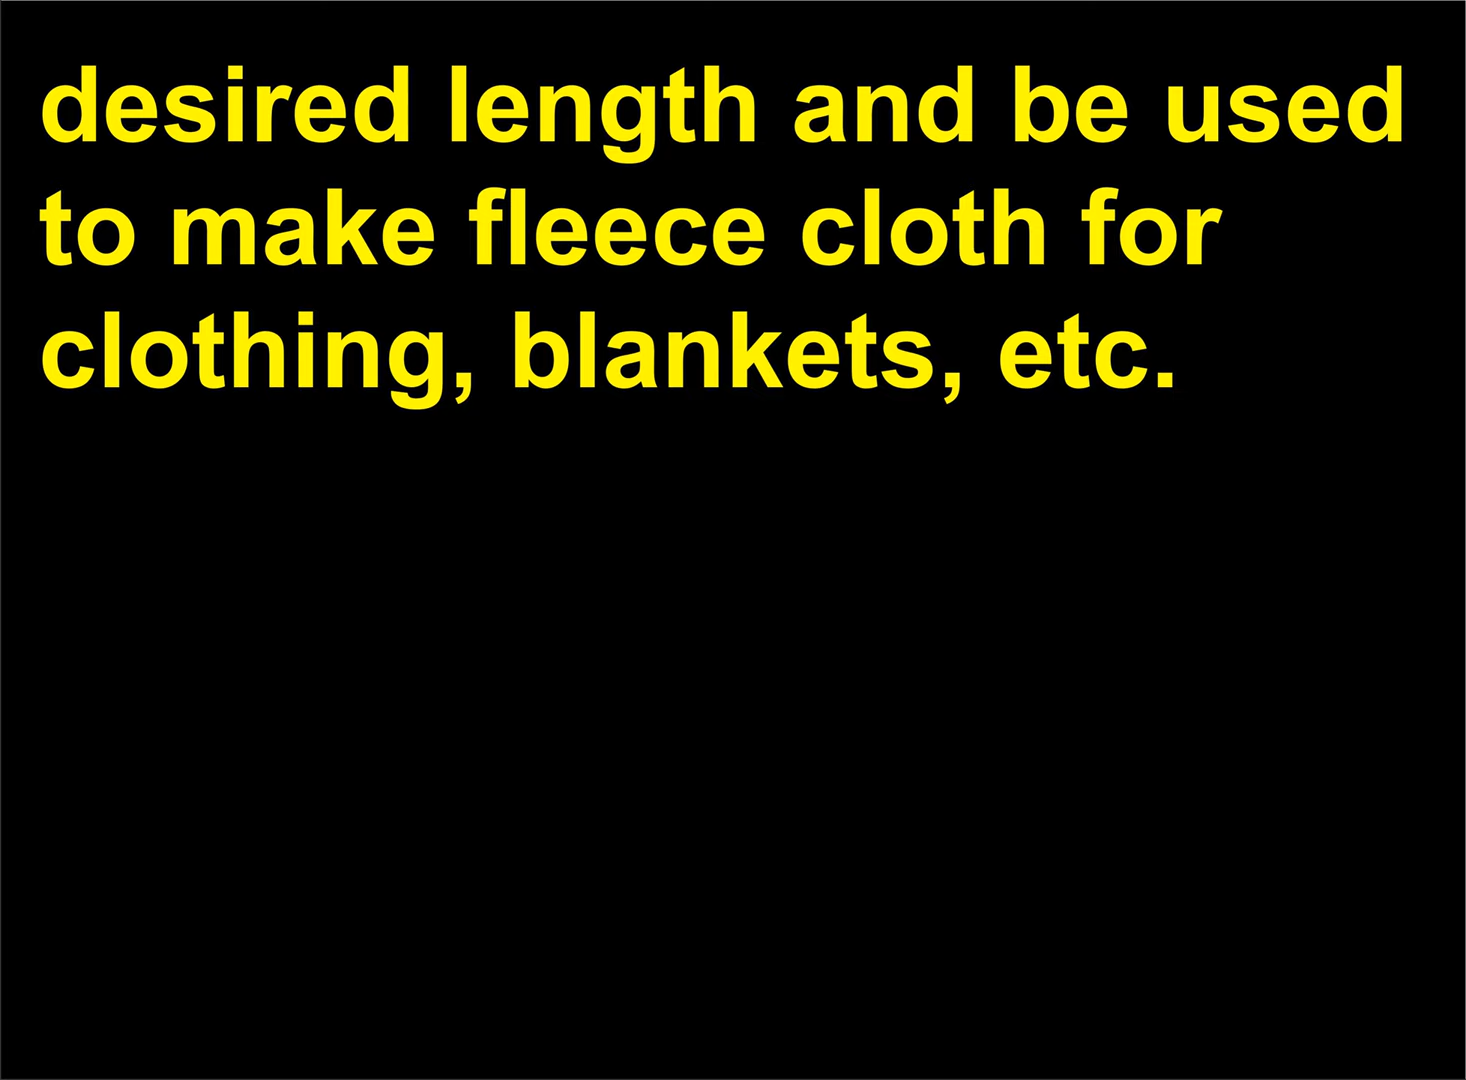 desired length and be used
to make fleece cloth for
clothing, blankets, etc.